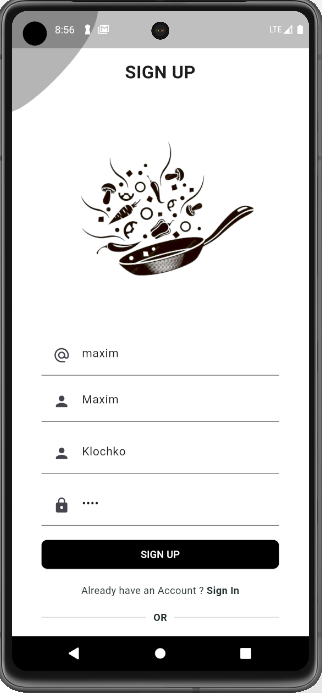 8:56 LTE
SIGN UP
maxim
Maxim
Klochko
••••
SIGN UP
Already have an Account ? Sign In
OR